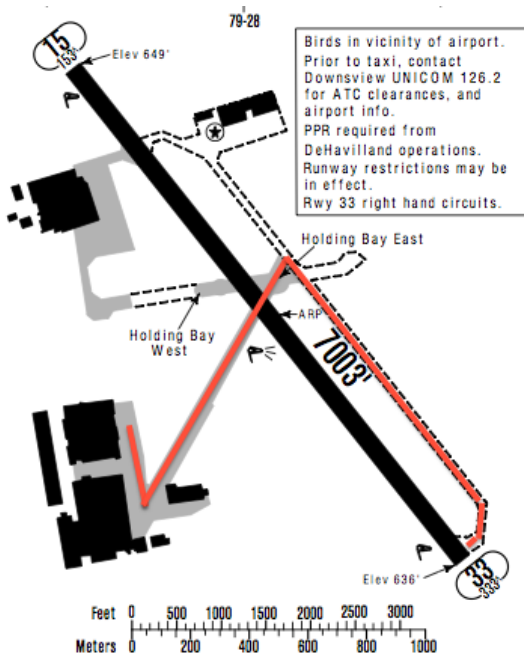 79-28
15
153°
Elev 649'
Birds in vicinity of airport.
Prior to taxi, contact
Downsview UNICOM 126.2
for ATC clearances, and
airport info.
PPR required from
DeHavilland operations.
Runway restrictions may be
in effect.
Rwy 33 right hand circuits.
Holding Bay East
Holding Bay
West
ARP
7003'
Elev 636'
33
333°
Feet 0 500 1000 1500 2000 2500 3000
Meters 0 200 400 600 800 1000